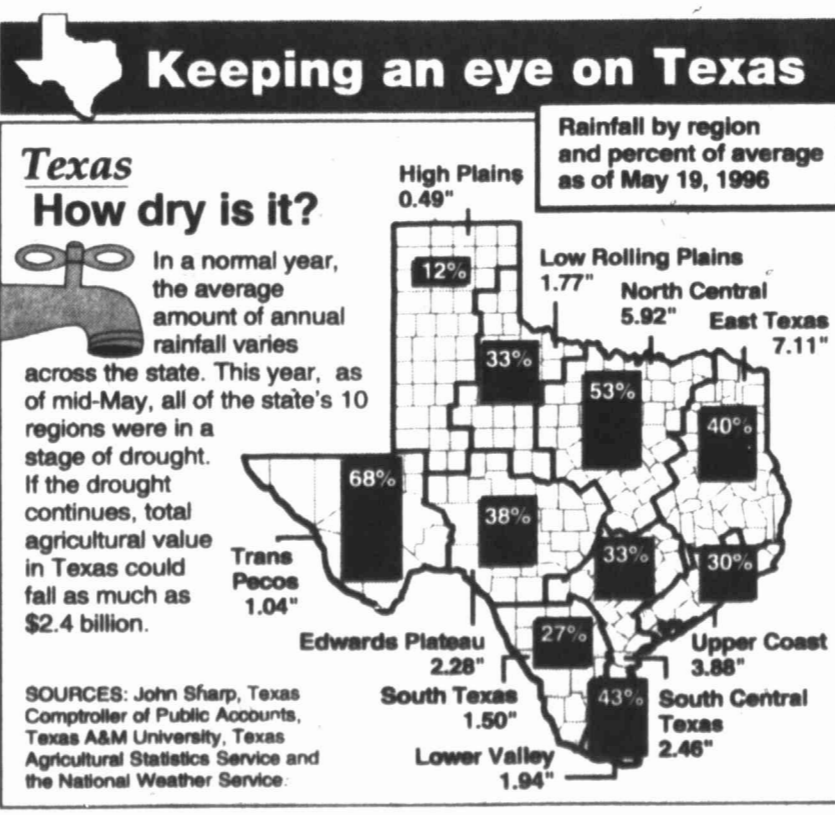 Keeping an eye on Texas
Rainfall by region
and percent of average
as of May 19, 1996
Texas
How dry is it?
In a normal year,
the average
amount of annual
rainfall varies
across the state. This year, as
of mid-May, all of the state's 10
regions were in a
stage of drought.
If the drought
continues, total
agricultural value
in Texas could
fall as much as
$2.4 billion.
SOURCES: John Sharp, Texas
Comptroller of Public Accounts,
Texas A&M University, Texas
Agricultural Statistics Service and
the National Weather Service.
High Plains
0.49"
12%
Low Rolling Plains
1.77"
33%
North Central
5.92"
53%
East Texas
7.11"
40%
68%
Trans
Pecos
1.04"
38%
Edwards Plateau
2.28"
33%
30%
Upper Coast
3.88"
27%
South Texas
1.50"
43%
South Central
Texas
2.46"
Lower Valley
1.94"